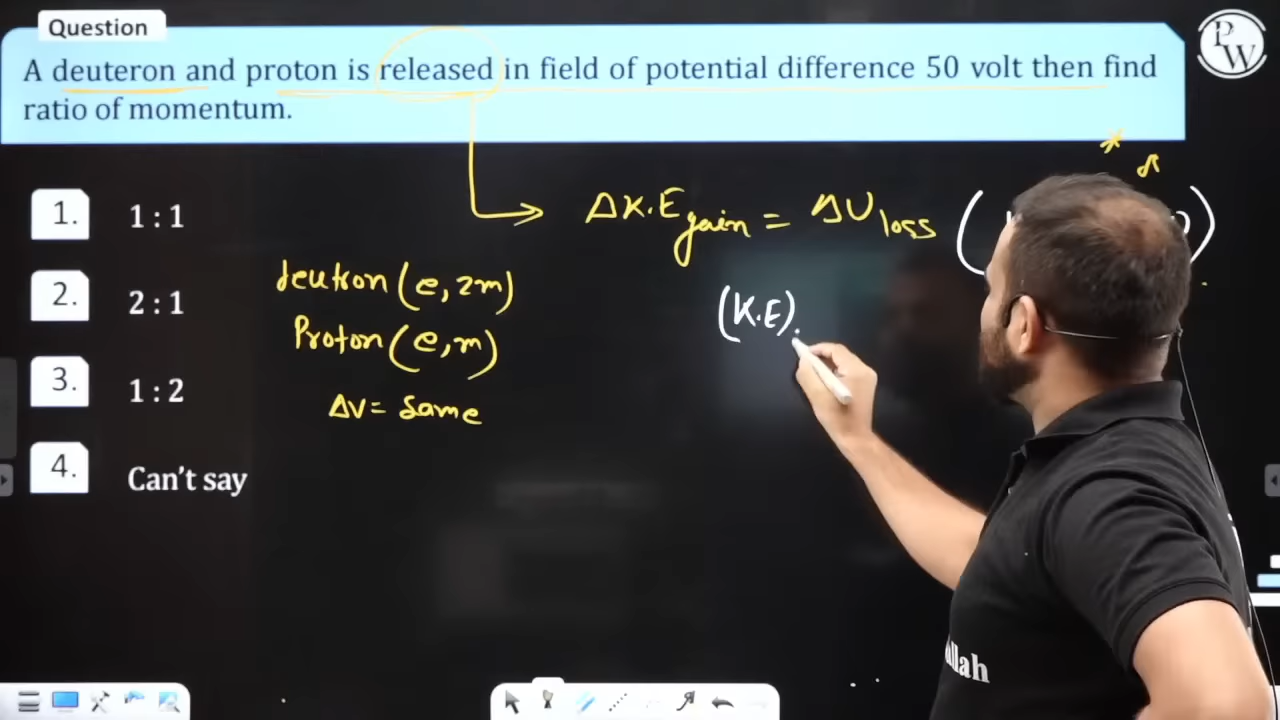 Question
A deuteron and proton is released in field of potential difference 50 volt then find
ratio of momentum.
PW
1. 1 : 1
2. 2 : 1
3. 1 : 2
4. Can't say
ΔK.E gain = ΔU loss (
deutron (e, 2m)
Proton (e, m)
ΔV = Same
(K.E)
llah